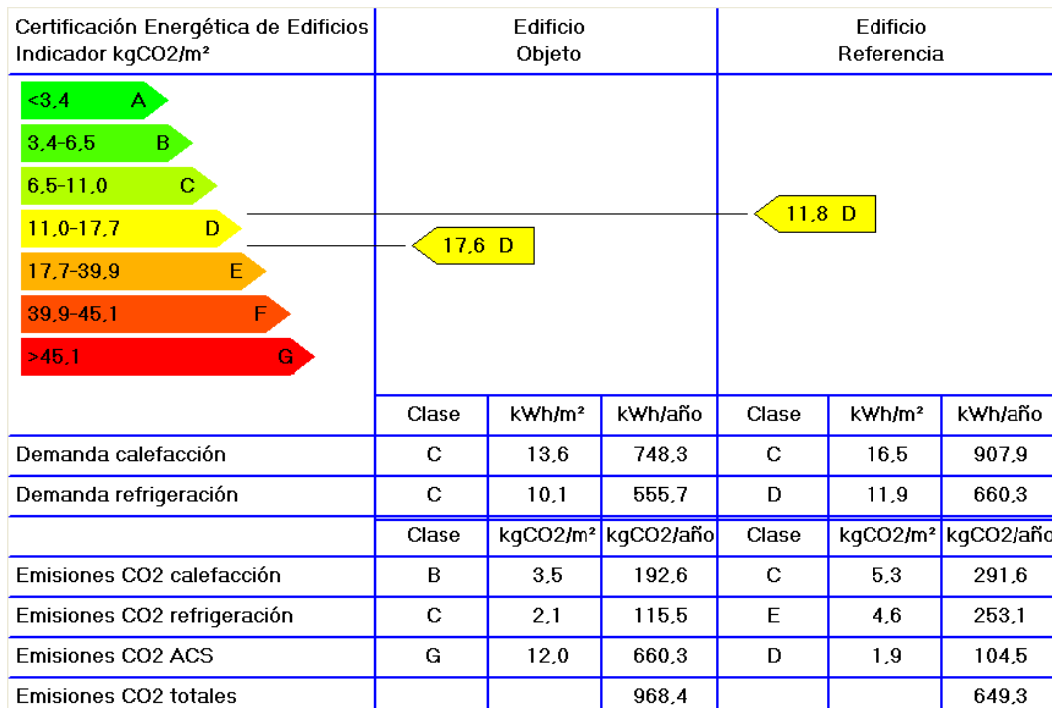 Certificación Energética de Edificios
Indicador kgCO2/m²
Edificio
Objeto
Edificio
Referencia
<3,4 A
3,4-6,5 B
6,5-11,0 C
11,0-17,7 D
17,7-39,9 E
39,9-45,1 F
>45,1 G
17,6 D
11,8 D
Clase kWh/m² kWh/año Clase kWh/m² kWh/año
Demanda calefacción C 13,6 748,3 C 16,5 907,9
Demanda refrigeración C 10,1 555,7 D 11,9 660,3
Clase kgCO2/m² kgCO2/año Clase kgCO2/m² kgCO2/año
Emisiones CO2 calefacción B 3,5 192,6 C 5,3 291,6
Emisiones CO2 refrigeración C 2,1 115,5 E 4,6 253,1
Emisiones CO2 ACS G 12,0 660,3 D 1,9 104,5
Emisiones CO2 totales 968,4 649,3